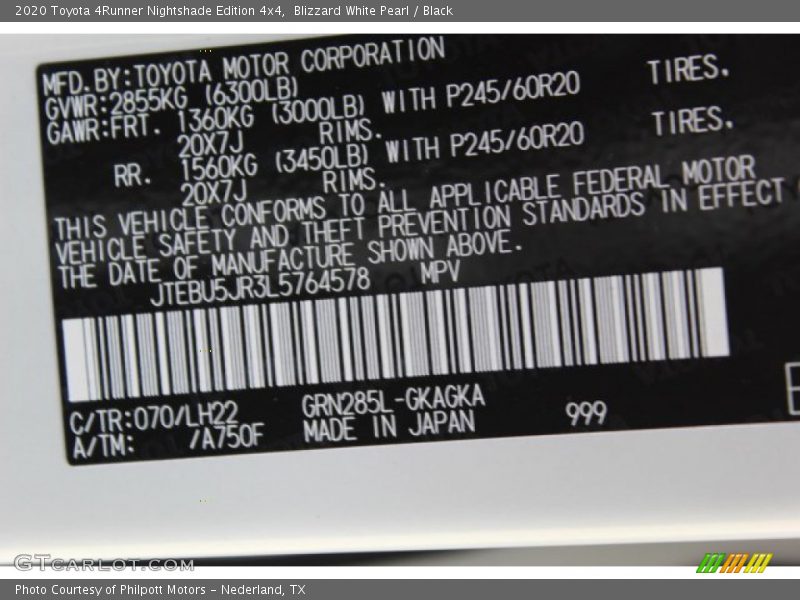 2020 Toyota 4Runner Nightshade Edition 4x4, Blizzard White Pearl / Black
MFD.BY:TOYOTA MOTOR CORPORATION
GVWR:2855KG (6300LB)
GAWR:FRT. 1360KG (3000LB) WITH P245/60R20 TIRES.
20X7J RIMS.
RR. 1560KG (3450LB) WITH P245/60R20 TIRES.
20X7J RIMS.
THIS VEHICLE CONFORMS TO ALL APPLICABLE FEDERAL MOTOR
VEHICLE SAFETY AND THEFT PREVENTION STANDARDS IN EFFECT
THE DATE OF MANUFACTURE SHOWN ABOVE.
JTEBU5JR3L5764578 MPV
C/TR:070/LH22 GRN285L-GKAGKA
A/TM: /A750F MADE IN JAPAN 999
GTCARLOT.COM
Photo Courtesy of Philpott Motors - Nederland, TX